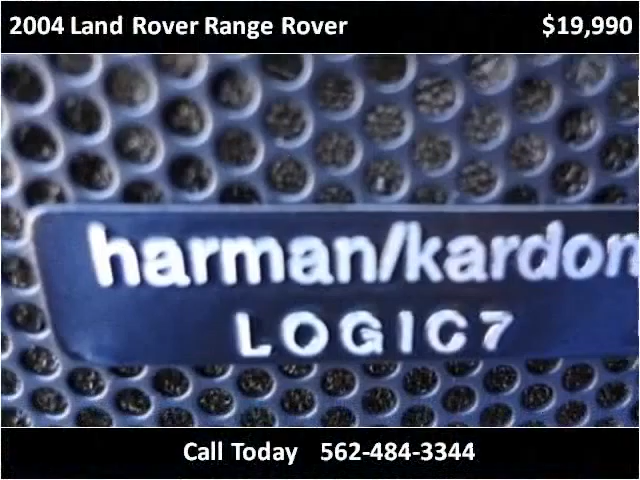 2004 Land Rover Range Rover $19,990
harman/kardon
LOGIC7
Call Today 562-484-3344